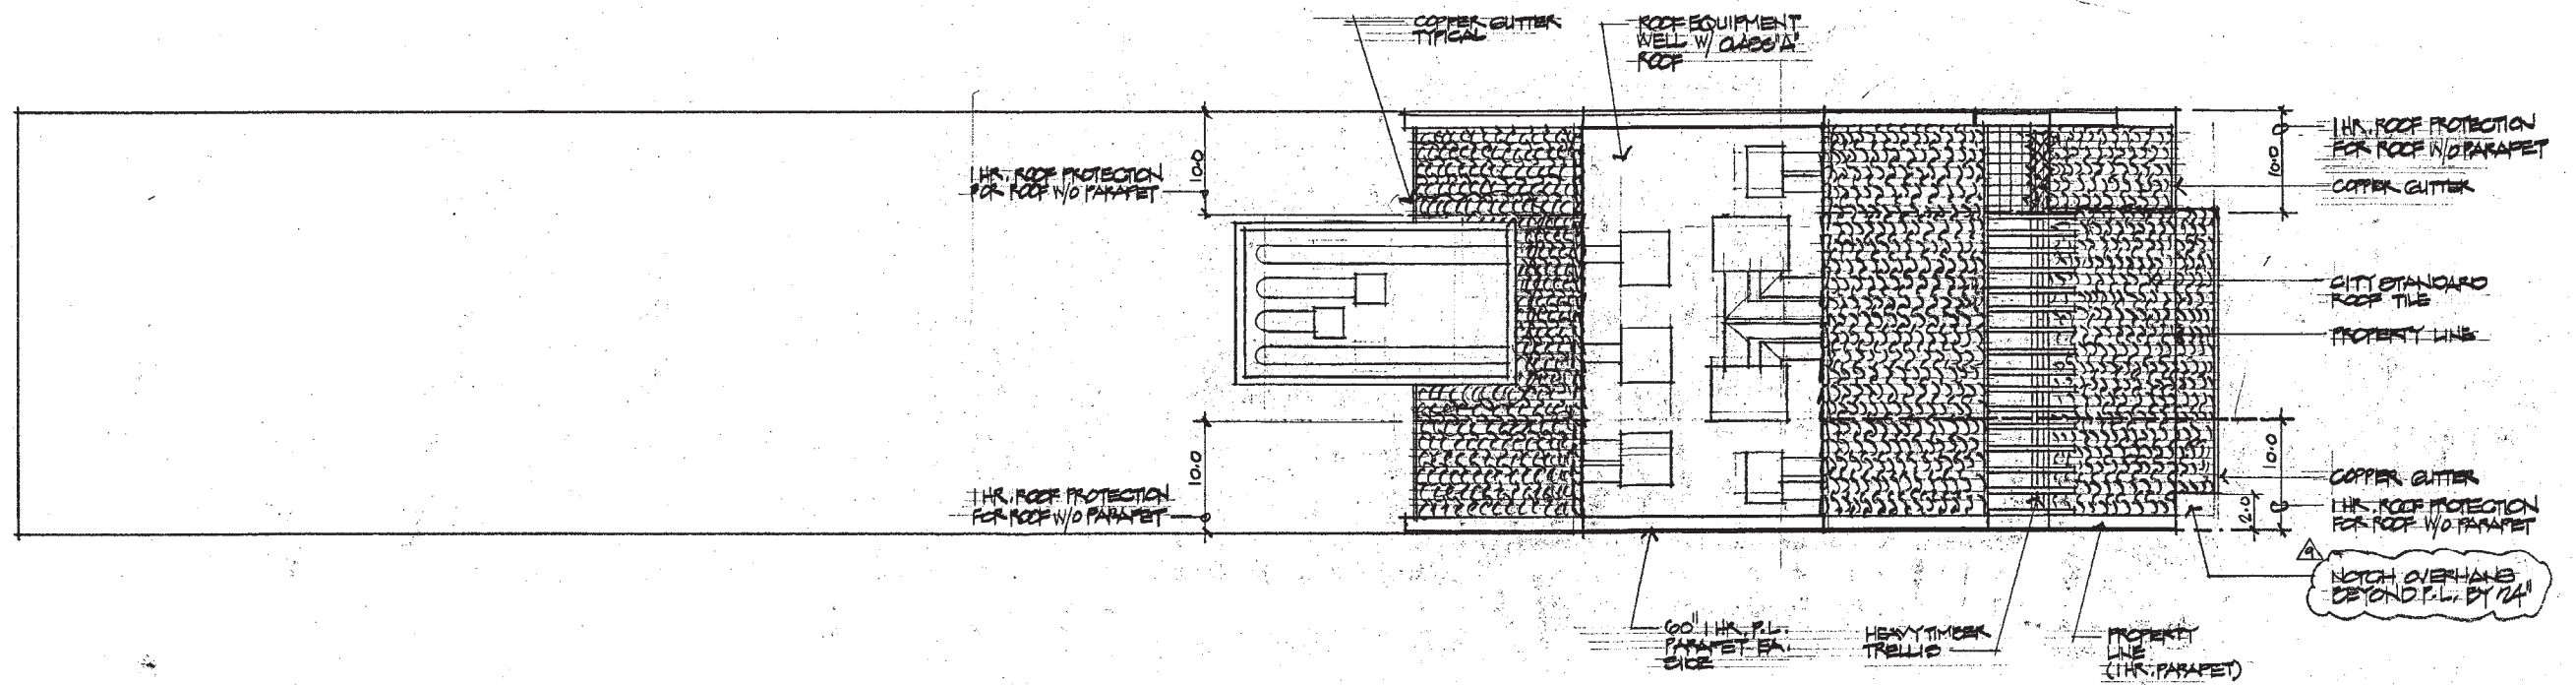 COPPER GUTTER
TYPICAL
ROOF EQUIPMENT
WELL W/ CLASS "A"
ROOF
1 HR. ROOF PROTECTION
FOR ROOF W/O PARAPET
10.0
10.0
1 HR. ROOF PROTECTION
FOR ROOF W/O PARAPET
COPPER GUTTER
CITY STANDARD
ROOF TILE
PROPERTY LINE
10.0
1 HR. ROOF PROTECTION
FOR ROOF W/O PARAPET
10.0
2.0
COPPER GUTTER
1 HR. ROOF PROTECTION
FOR ROOF W/O PARAPET
9
NOTCH OVERHANG
BEYOND P.L. BY
60" 1 HR. P.L.
PARAPET EA.
SIDE
HEAVY TIMBER
TRELLIS
PROPERTY
LINE
(1 HR. PARAPET)